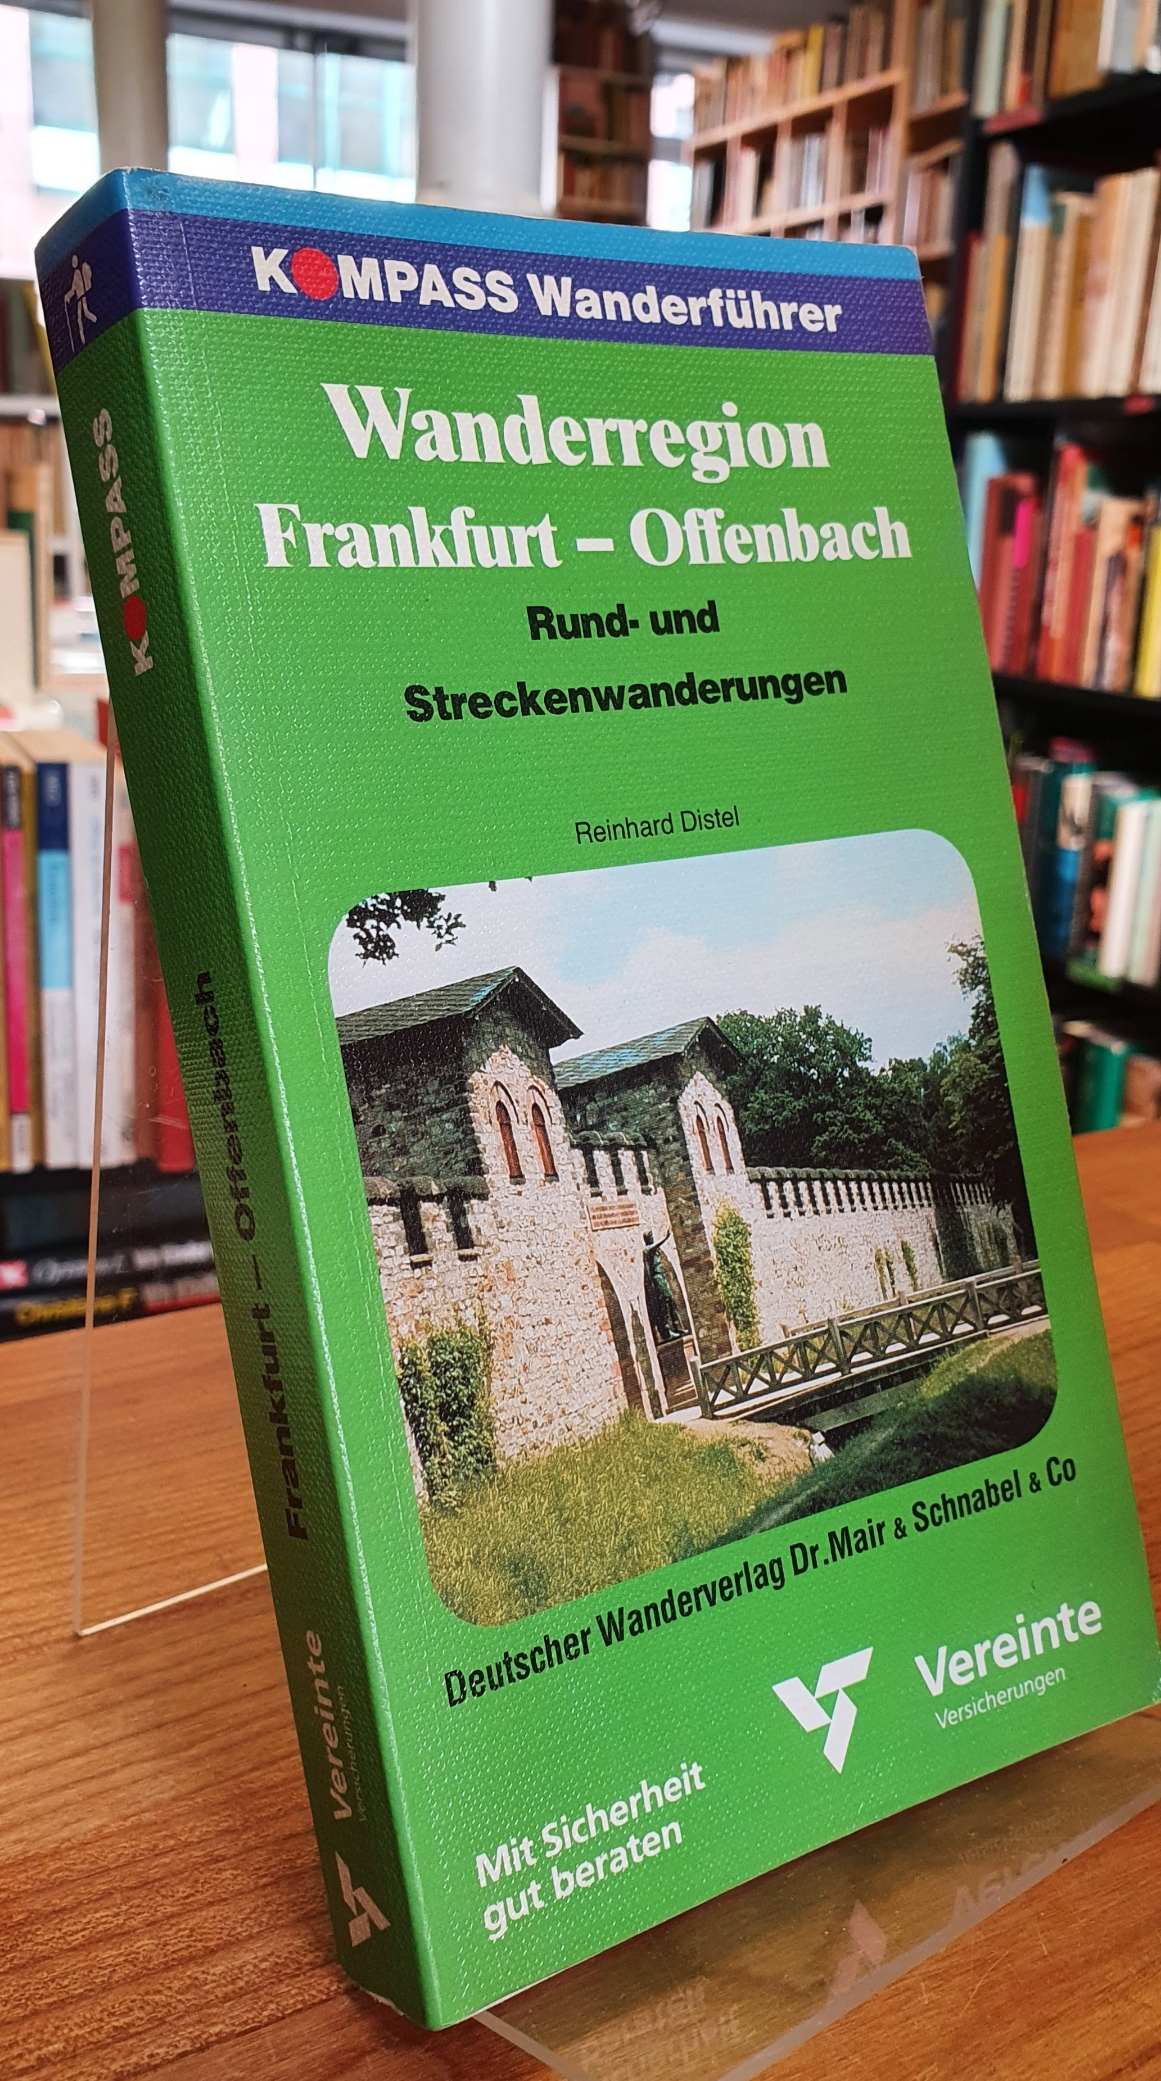 KOMPASS Wanderführer
Wanderregion
Frankfurt – Offenbach
Rund- und
Streckenwanderungen
Reinhard Distel
Deutscher Wanderverlag Dr.Mair & Schnabel & Co
Vereinte
Versicherungen
Mit Sicherheit
gut beraten
KOMPASS
Frankfurt – Offenbach
Vereinte
Versicherungen